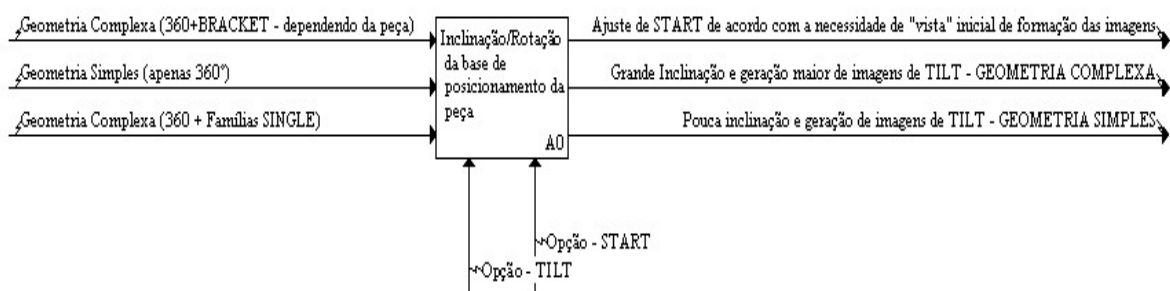 Geometria Complexa (360+BRACKET - dependendo da peça)
Geometria Simples (apenas 360°)
Geometria Complexa (360 + Famílias SINGLE)
Inclinação/Rotação
da base de
posicionamento da
peça
A0
Ajuste de START de acordo com a necessidade de "vista" inicial de formação das imagens
Grande Inclinação e geração maior de imagens de TILT - GEOMETRIA COMPLEXA
Pouca inclinação e geração de imagens de TILT - GEOMETRIA SIMPLES
Opção - START
Opção - TILT